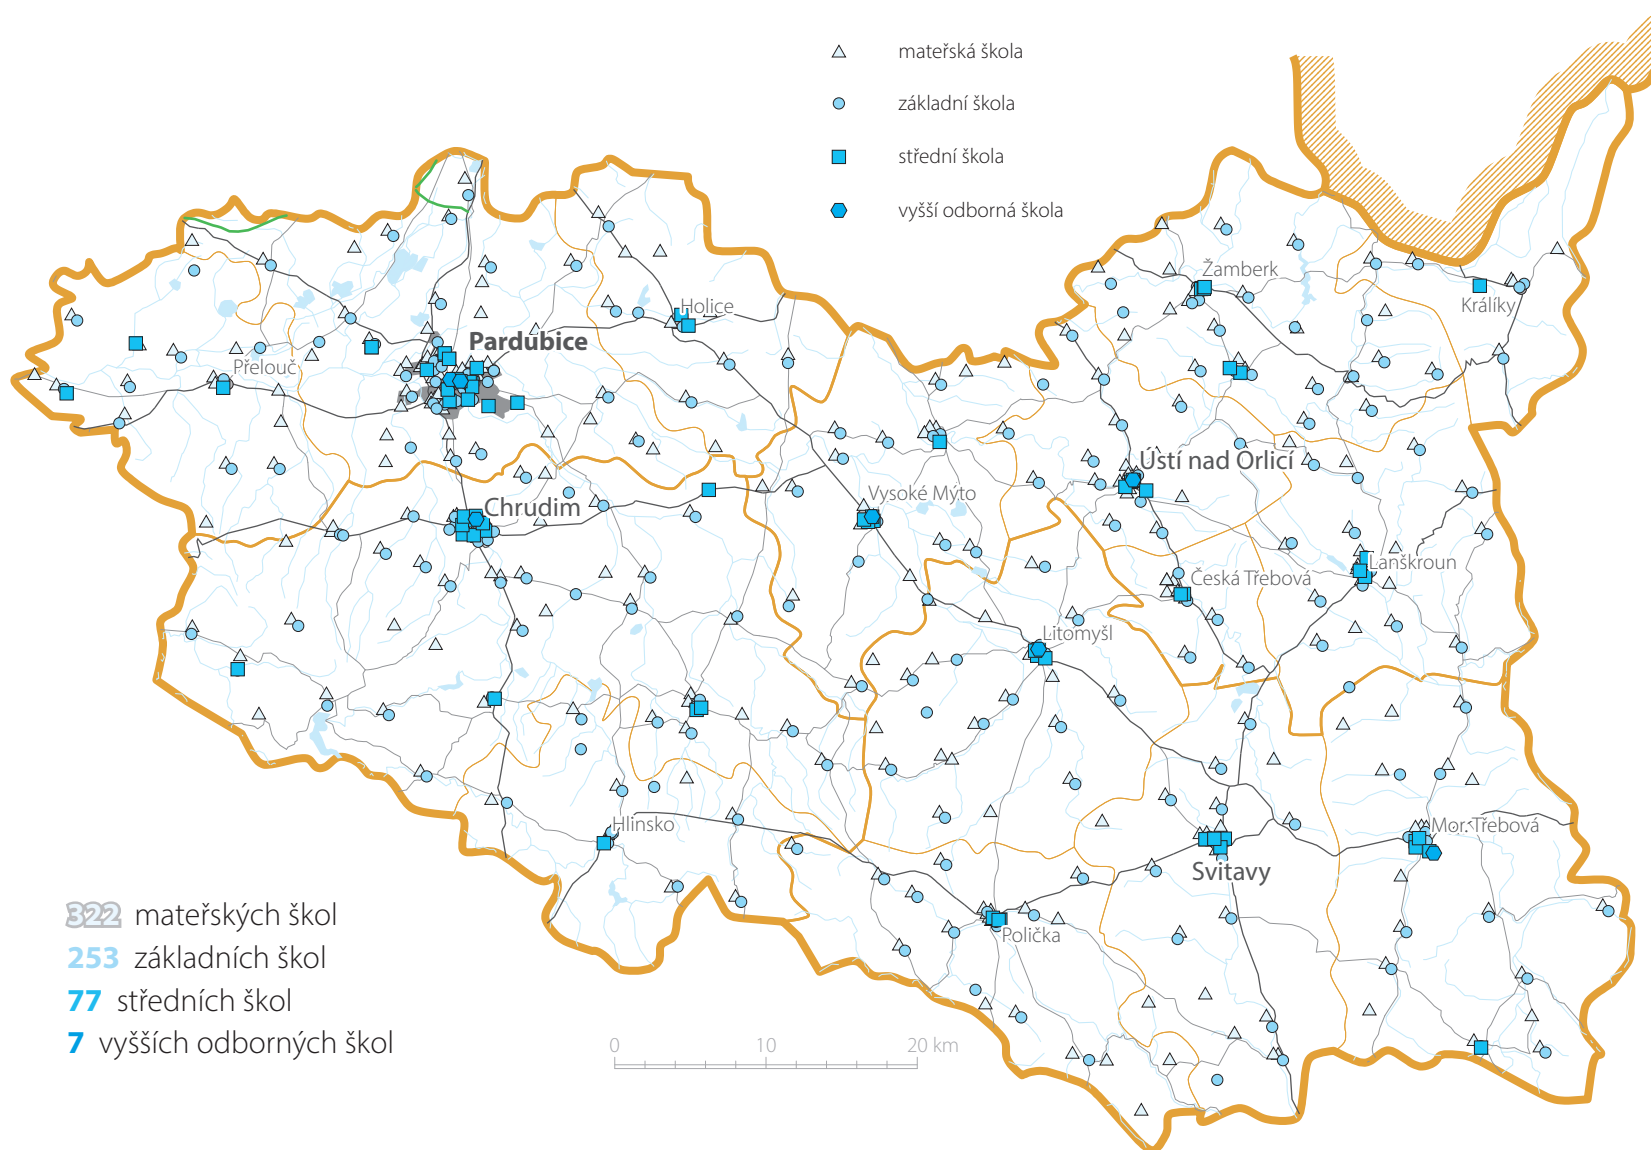 mateřská škola
základní škola
střední škola
vyšší odborná škola
Žamberk
Králíky
Holice
Pardubice
Přelouč
Ústí nad Orlicí
Vysoké Mýto
Chrudim
Lanškroun
Česká Třebová
Litomyšl
Hlinsko
Mor. Třebová
Svitavy
Polička
322 mateřských škol
253 základních škol
77 středních škol
7 vyšších odborných škol
0 10 20 km